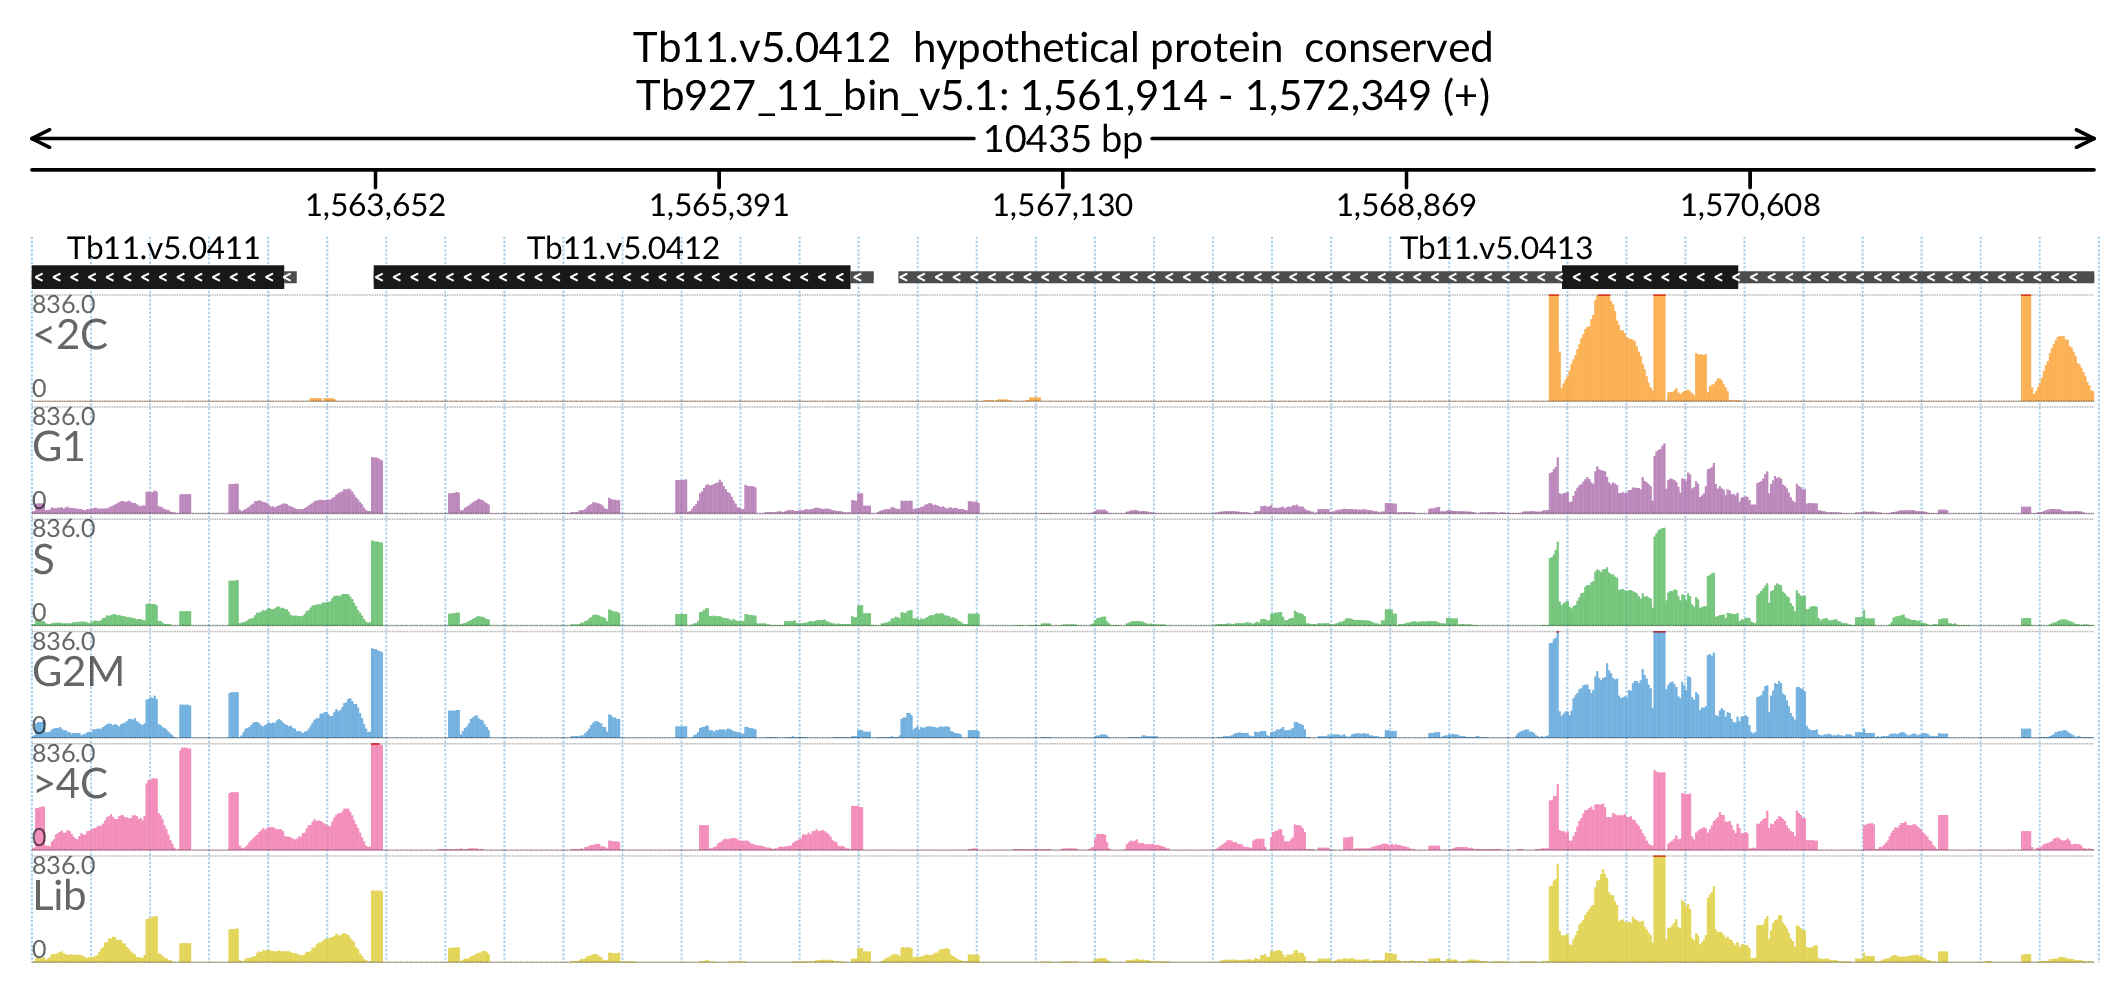 Tb11.v5.0412  hypothetical protein  conserved
Tb927_11_bin_v5.1: 1,561,914 - 1,572,349 (+)
10435 bp
1,563,652 1,565,391 1,567,130 1,568,869 1,570,608
Tb11.v5.0411 Tb11.v5.0412 Tb11.v5.0413
836.0
<2C
0
836.0
G1
0
836.0
S
0
836.0
G2M
0
836.0
>4C
0
836.0
Lib
0